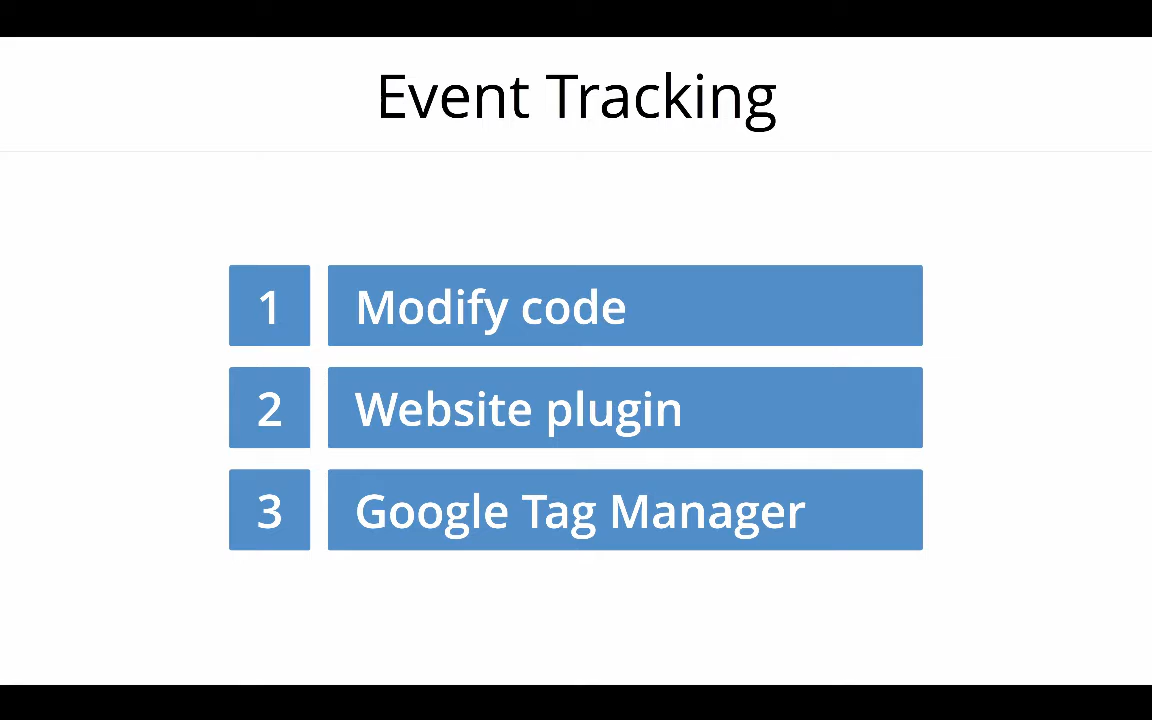 Event Tracking
1 Modify code
2 Website plugin
3 Google Tag Manager